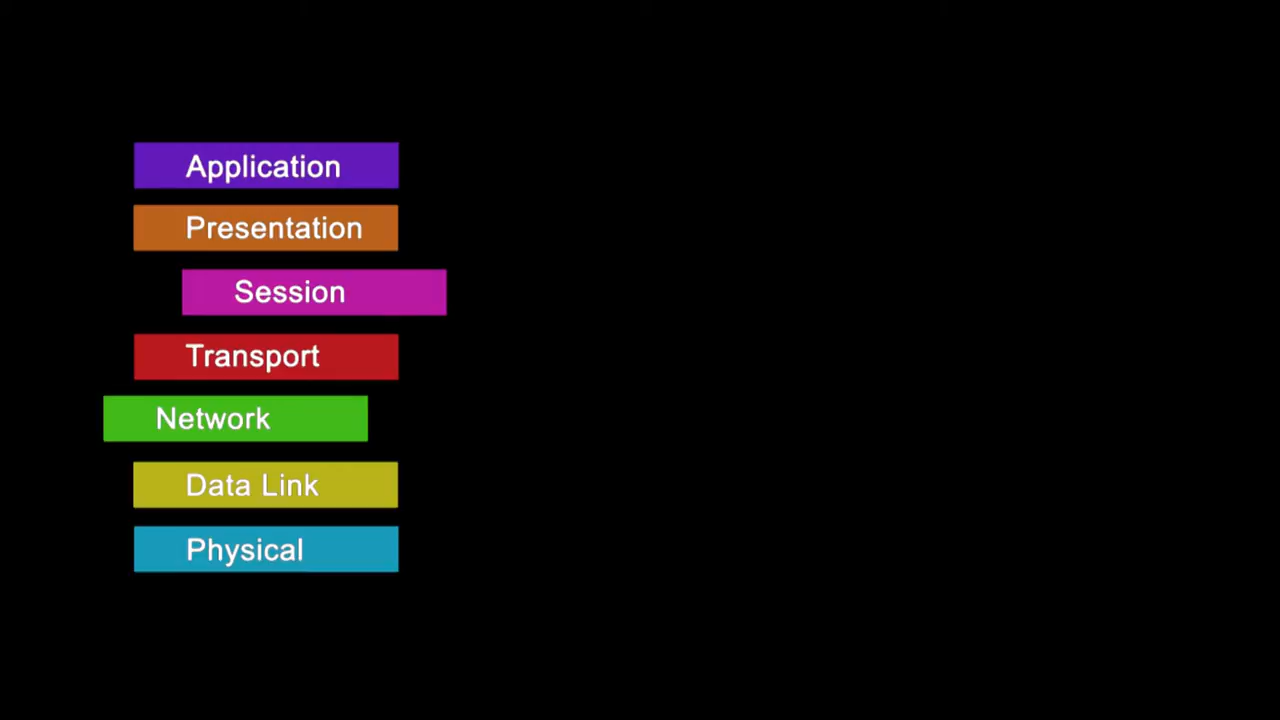 Application
Presentation
Session
Transport
Network
Data Link
Physical